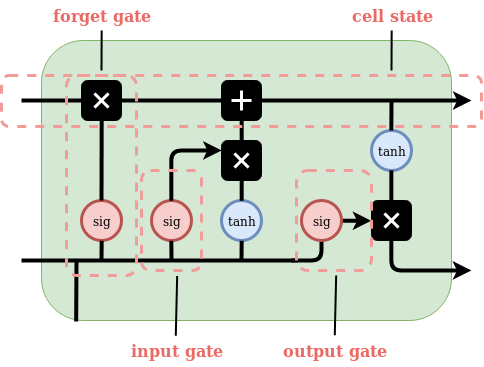 forget gate
cell state
×
+
×
tanh
sig
sig
tanh
sig
×
input gate
output gate